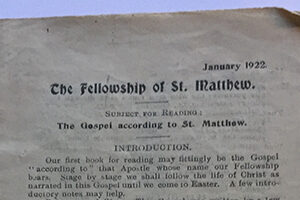 January 1922.
The Fellowship of St. Matthew.
SUBJECT FOR READING:
The Gospel according to St. Matthew.
INTRODUCTION.
Our first book for reading may fittingly be the Gospel
"according to" that Apostle whose name our Fellowship
bears. Stage by stage we shall follow the life of Christ as
narrated in this Gospel until we come to Easter. A few intro-
ductory notes may help.